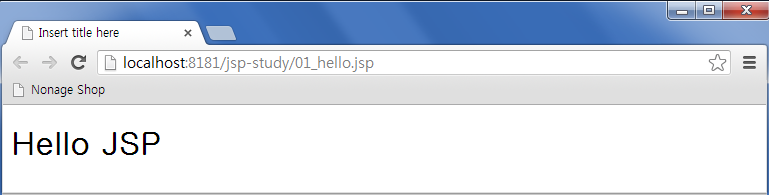 Insert title here
localhost:8181/jsp-study/01_hello.jsp
Nonage Shop
Hello JSP